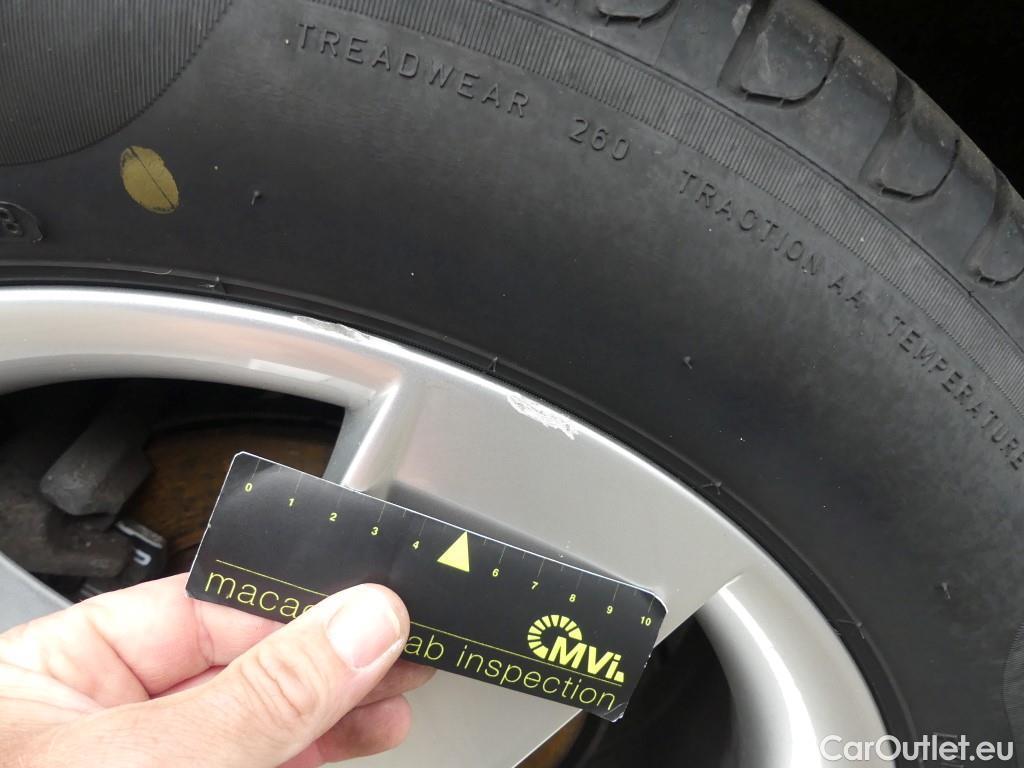 TREADWEAR 260 TRACTION AA TEMPERATURE
0 1 2 3 4 6 7 8 9 10
MVi
ab inspection
CarOutlet.eu